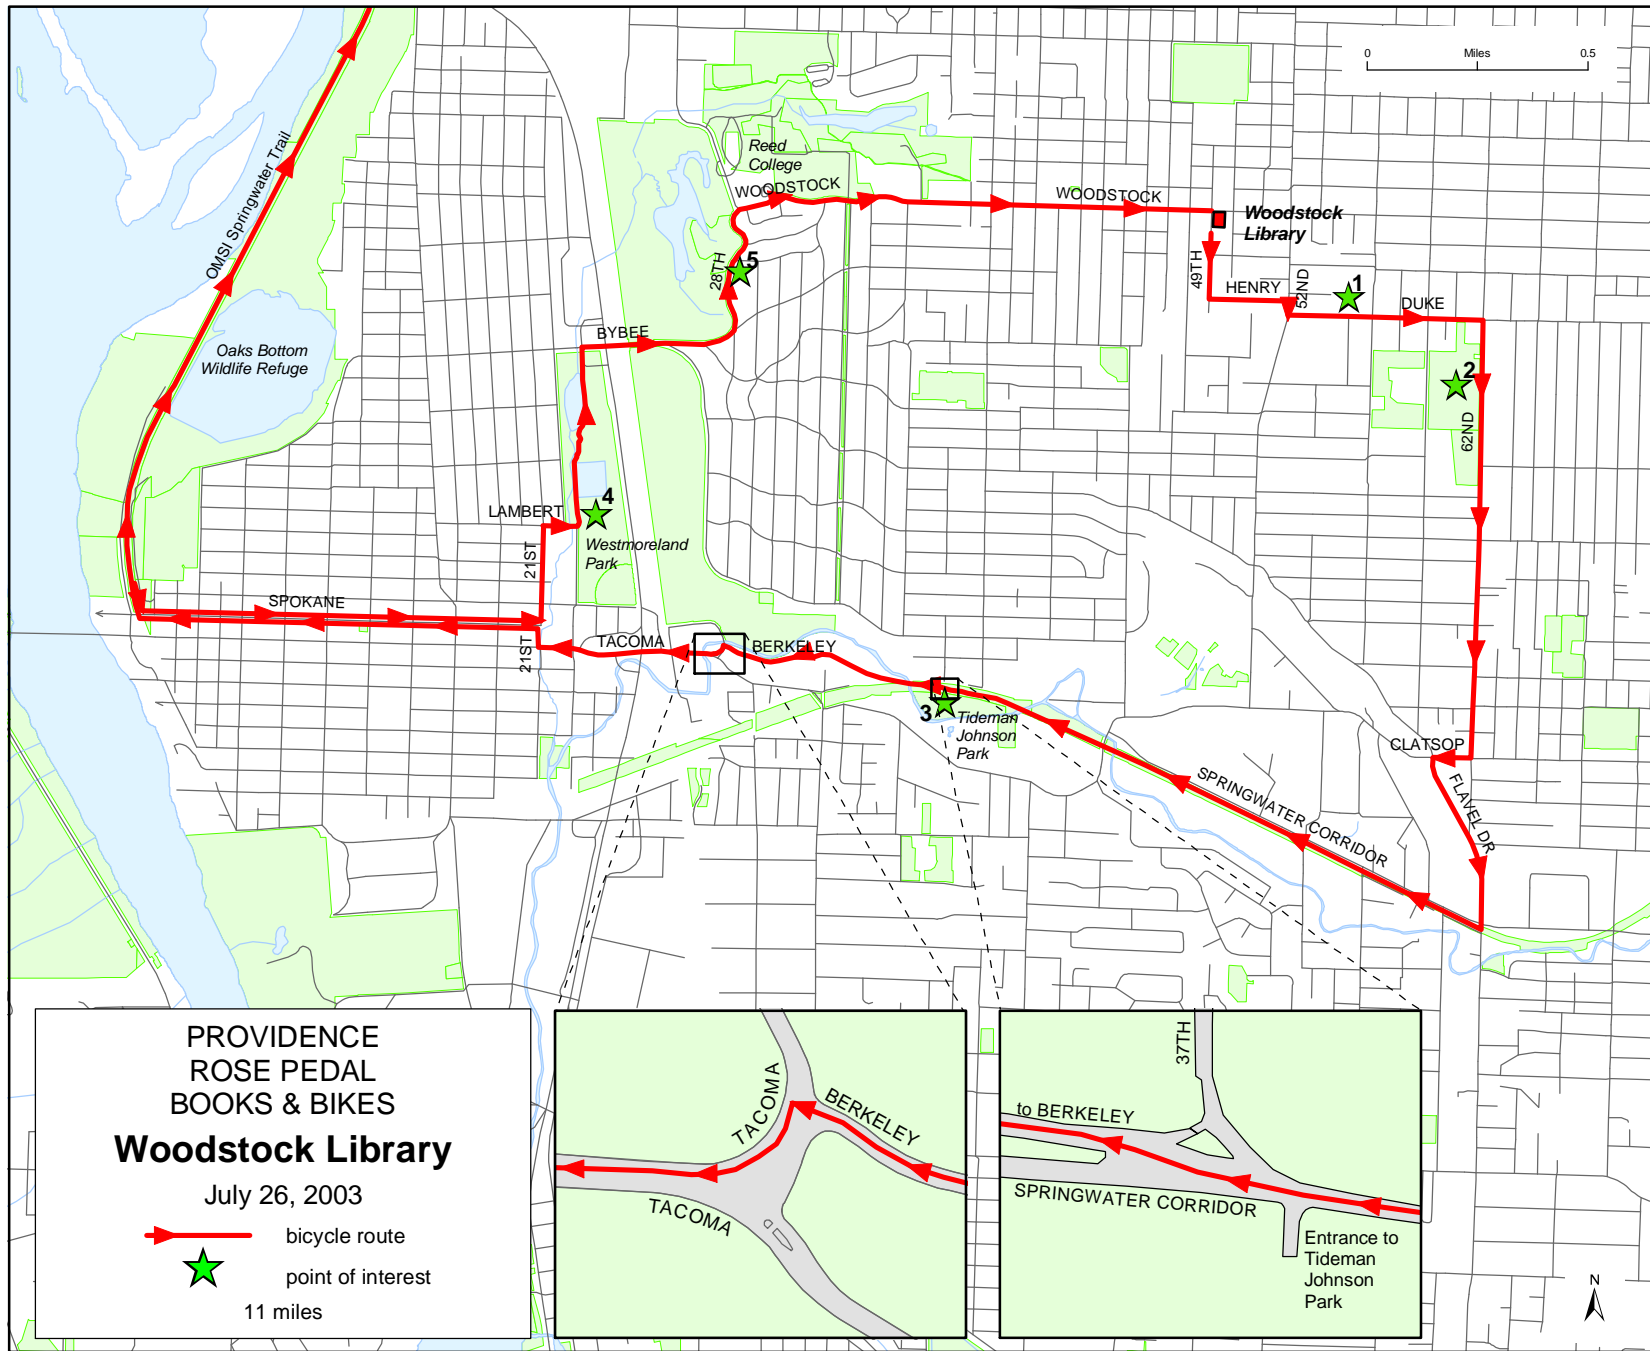 0 Miles 0.5
Reed
College
WOODSTOCK
WOODSTOCK
Woodstock
Library
OMSI Springwater Trail
28TH
5
49TH
HENRY
52ND
1
DUKE
BYBEE
Oaks Bottom
Wildlife Refuge
2
62ND
LAMBERT
4
Westmoreland
Park
21ST
SPOKANE
21ST
TACOMA
BERKELEY
3
Tideman
Johnson
Park
CLATSOP
FLAVEL DR
SPRINGWATER CORRIDOR
PROVIDENCE
ROSE PEDAL
BOOKS & BIKES
Woodstock Library
July 26, 2003
bicycle route
point of interest
11 miles
TACOMA
BERKELEY
TACOMA
37TH
to BERKELEY
SPRINGWATER CORRIDOR
Entrance to
Tideman
Johnson
Park
N